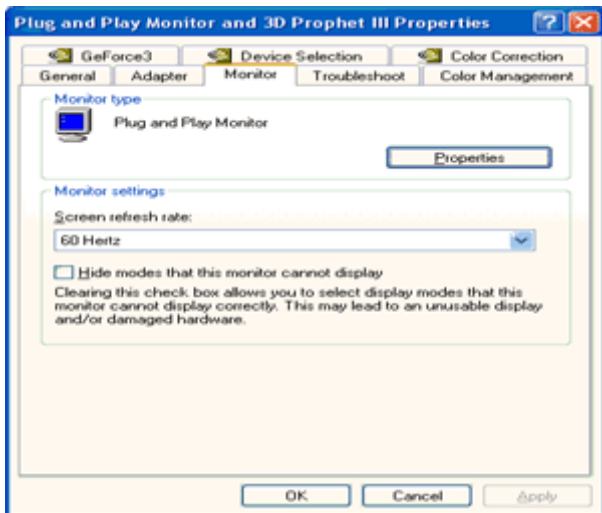 Plug and Play Monitor and 3D Prophet III Properties
GeForce3 Device Selection Color Correction
General Adapter Monitor Troubleshoot Color Management
Monitor type
Plug and Play Monitor
Properties
Monitor settings
Screen refresh rate:
60 Hertz
Hide modes that this monitor cannot display
Clearing this check box allows you to select display modes that this
monitor cannot display correctly. This may lead to an unusable display
and/or damaged hardware.
OK Cancel Apply